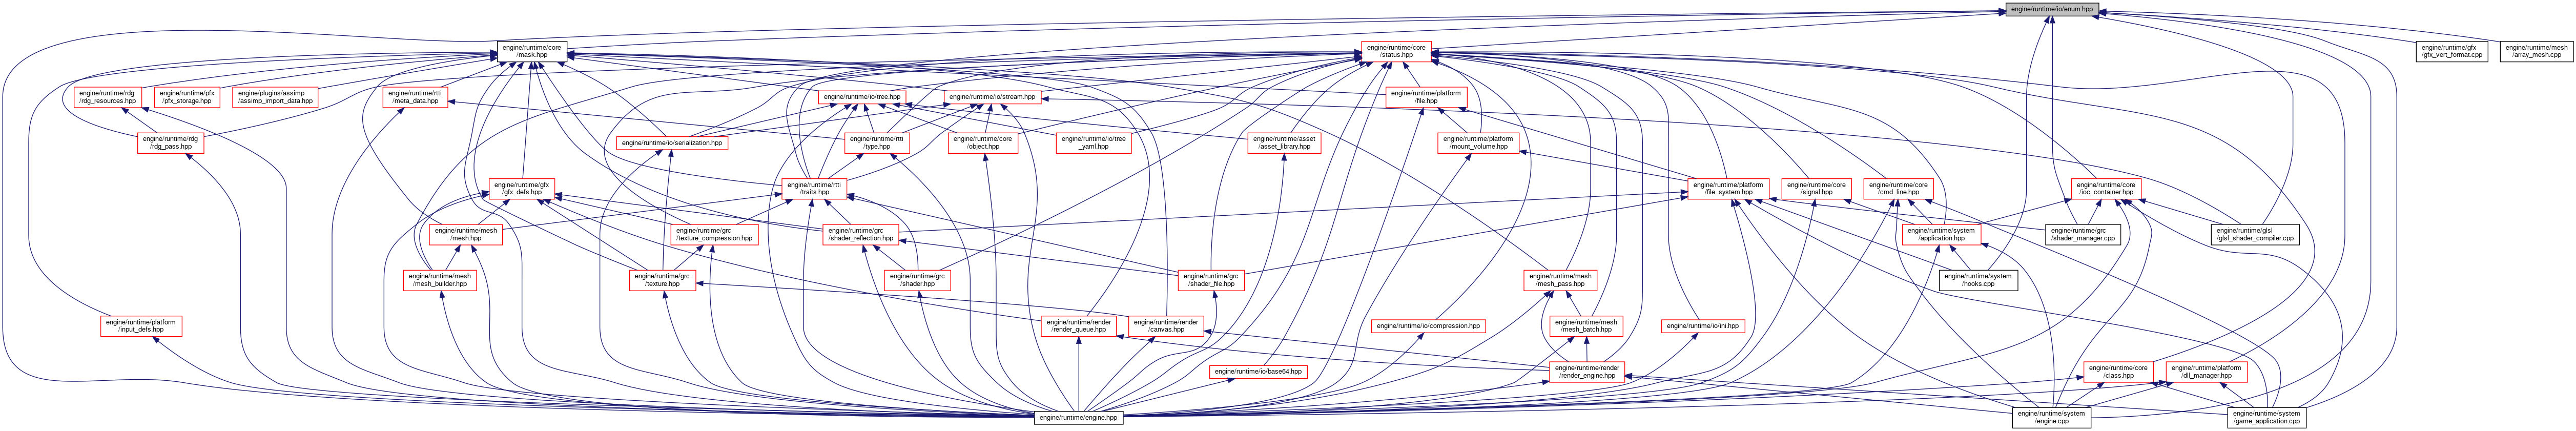 engine/runtime/io/enum.hpp
engine/runtime/core
/mask.hpp
engine/runtime/core
/status.hpp
engine/runtime/gfx
/gfx_vert_format.cpp
engine/runtime/mesh
/array_mesh.cpp
engine/runtime/rdg
/rdg_resources.hpp
engine/runtime/pfx
/pfx_storage.hpp
engine/plugins/assimp
/assimp_import_data.hpp
engine/runtime/rtti
/meta_data.hpp
engine/runtime/io/tree.hpp
engine/runtime/io/stream.hpp
engine/runtime/platform
/file.hpp
engine/runtime/rdg
/rdg_pass.hpp
engine/runtime/io/serialization.hpp
engine/runtime/rtti
/type.hpp
engine/runtime/core
/object.hpp
engine/runtime/io/tree
_yaml.hpp
engine/runtime/asset
/asset_library.hpp
engine/runtime/platform
/mount_volume.hpp
engine/runtime/gfx
/gfx_defs.hpp
engine/runtime/rtti
/traits.hpp
engine/runtime/platform
/file_system.hpp
engine/runtime/core
/signal.hpp
engine/runtime/core
/cmd_line.hpp
engine/runtime/core
/ioc_container.hpp
engine/runtime/mesh
/mesh.hpp
engine/runtime/grc
/texture_compression.hpp
engine/runtime/grc
/shader_reflection.hpp
engine/runtime/system
/application.hpp
engine/runtime/grc
/shader_manager.cpp
engine/runtime/glsl
/glsl_shader_compiler.cpp
engine/runtime/mesh
/mesh_builder.hpp
engine/runtime/grc
/texture.hpp
engine/runtime/grc
/shader.hpp
engine/runtime/grc
/shader_file.hpp
engine/runtime/mesh
/mesh_pass.hpp
engine/runtime/system
/hooks.cpp
engine/runtime/platform
/input_defs.hpp
engine/runtime/render
/render_queue.hpp
engine/runtime/render
/canvas.hpp
engine/runtime/io/compression.hpp
engine/runtime/mesh
/mesh_batch.hpp
engine/runtime/io/ini.hpp
engine/runtime/io/base64.hpp
engine/runtime/render
/render_engine.hpp
engine/runtime/core
/class.hpp
engine/runtime/platform
/dll_manager.hpp
engine/runtime/engine.hpp
engine/runtime/system
/engine.cpp
engine/runtime/system
/game_application.cpp